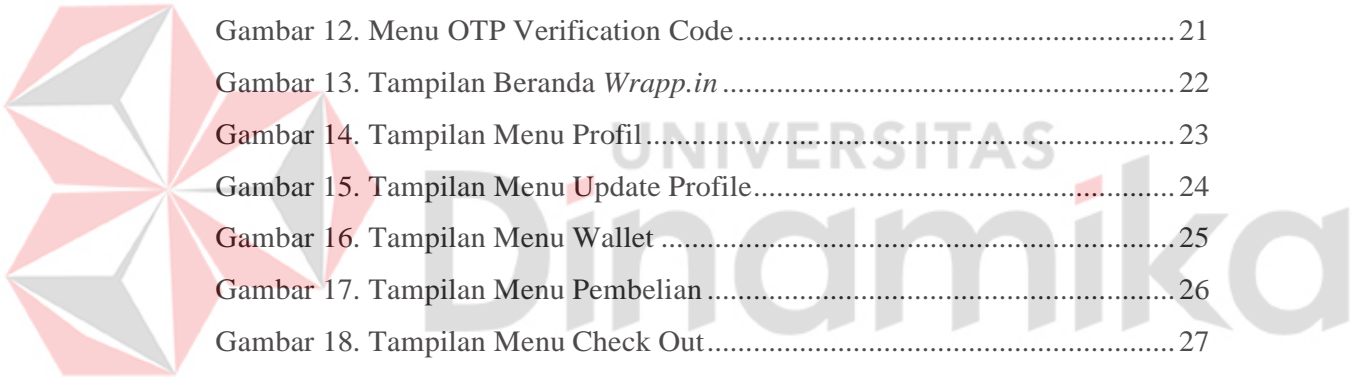 Gambar 12. Menu OTP Verification Code ........................................................ 21
Gambar 13. Tampilan Beranda Wrapp.in .......................................................... 22
Gambar 14. Tampilan Menu Profil .................................................................... 23
Gambar 15. Tampilan Menu Update Profile ...................................................... 24
Gambar 16. Tampilan Menu Wallet .................................................................. 25
Gambar 17. Tampilan Menu Pembelian ............................................................ 26
Gambar 18. Tampilan Menu Check Out ............................................................ 27
UNIVERSITAS
Dinamika